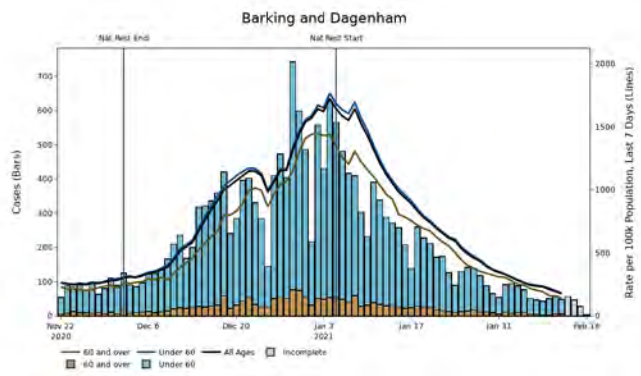 Barking and Dagenham
Nat Rest End
Nat Rest Start
Cases (Bars)
700
600
500
400
300
200
100
0
Rate per 100k Population, Last 7 Days (Lines)
2000
1500
1000
500
0
Nov 22
2020
Dec 6
Dec 20
Jan 3
2021
Jan 17
Jan 31
Feb 14
60 and over
Under 60
All Ages
Incomplete
60 and over
Under 60